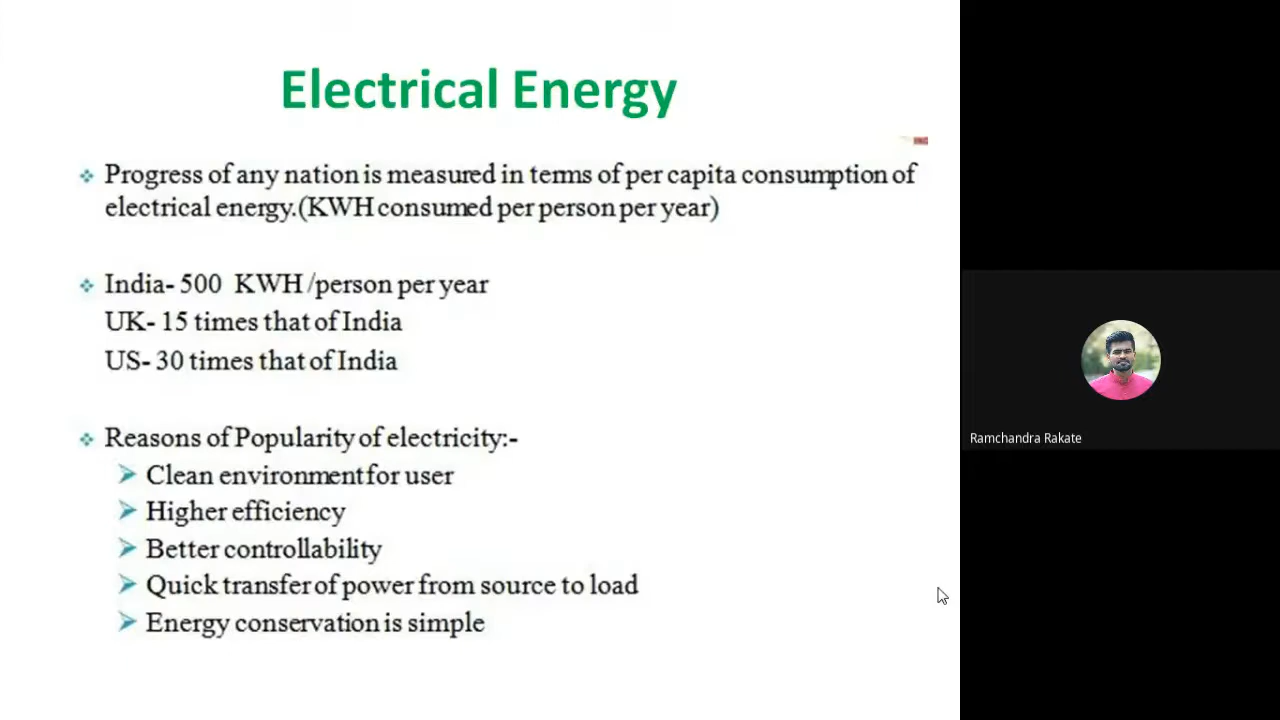 Electrical Energy
Progress of any nation is measured in terms of per capita consumption of
electrical energy.(KWH consumed per person per year)
India- 500 KWH /person per year
UK- 15 times that of India
US- 30 times that of India
Reasons of Popularity of electricity:-
Clean environment for user
Higher efficiency
Better controllability
Quick transfer of power from source to load
Energy conservation is simple
Ramchandra Rakate